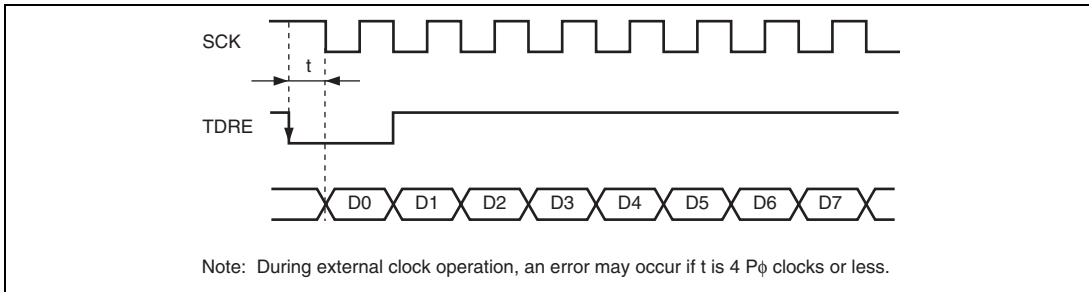 SCK
t
TDRE
D0 D1 D2 D3 D4 D5 D6 D7
Note: During external clock operation, an error may occur if t is 4 Pϕ clocks or less.